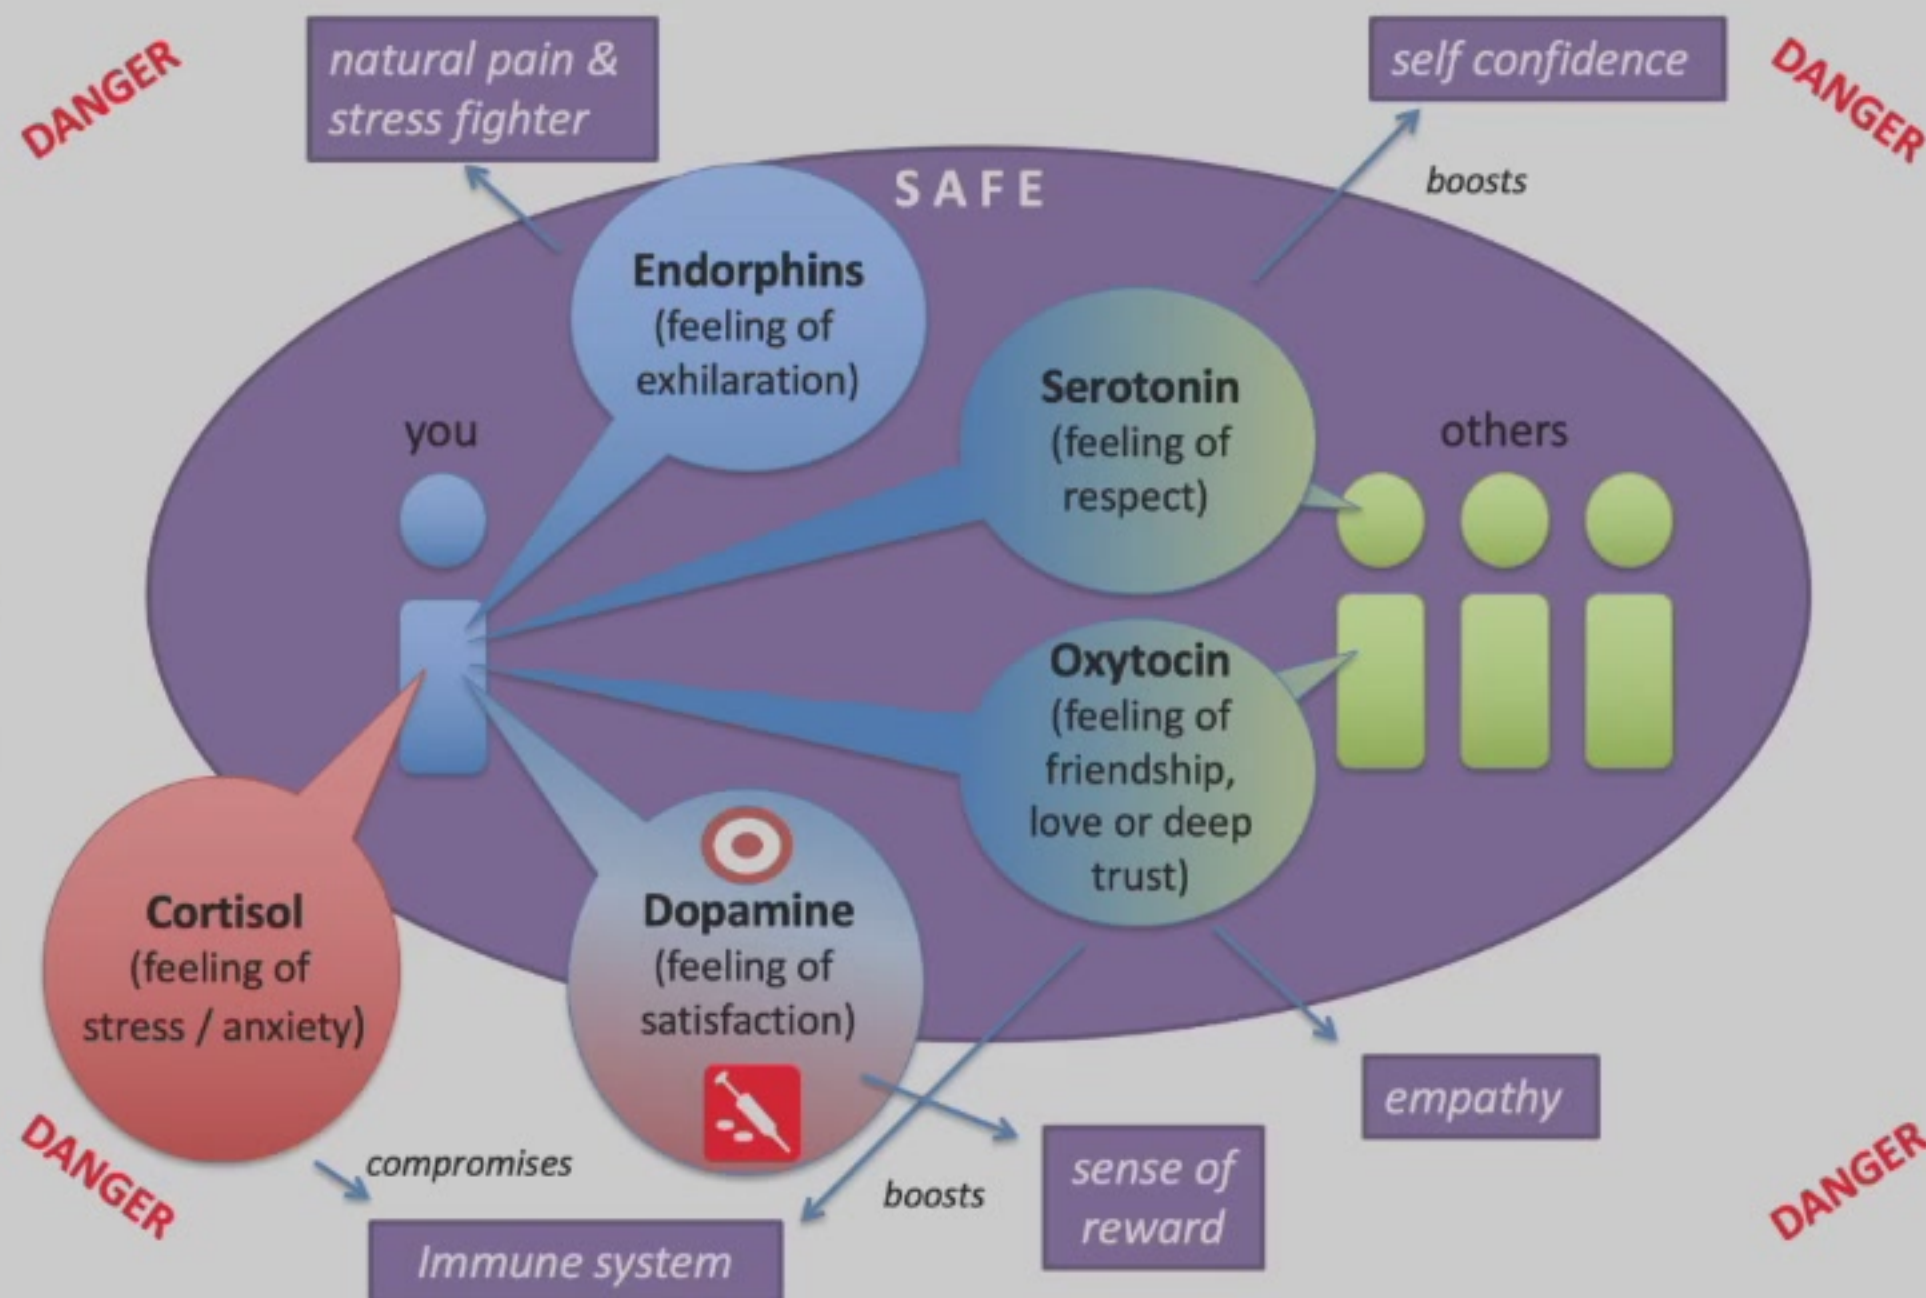 DANGER
natural pain &
stress fighter
self confidence
DANGER
boosts
SAFE
Endorphins
(feeling of
exhilaration)
Serotonin
(feeling of
respect)
you
others
Oxytocin
(feeling of
friendship,
love or deep
trust)
Cortisol
(feeling of
stress / anxiety)
Dopamine
(feeling of
satisfaction)
empathy
DANGER
compromises
boosts
sense of
reward
DANGER
Immune system